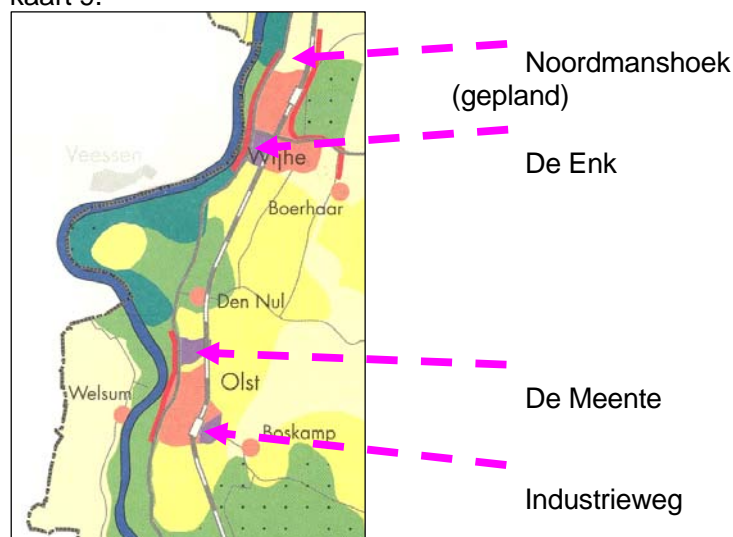 kaart 9.
Noordmanshoek
(gepland)
De Enk
De Meente
Industrieweg
Veessen
Wijhe
Boerhaar
Den Nul
Olst
Welsum
Boskamp